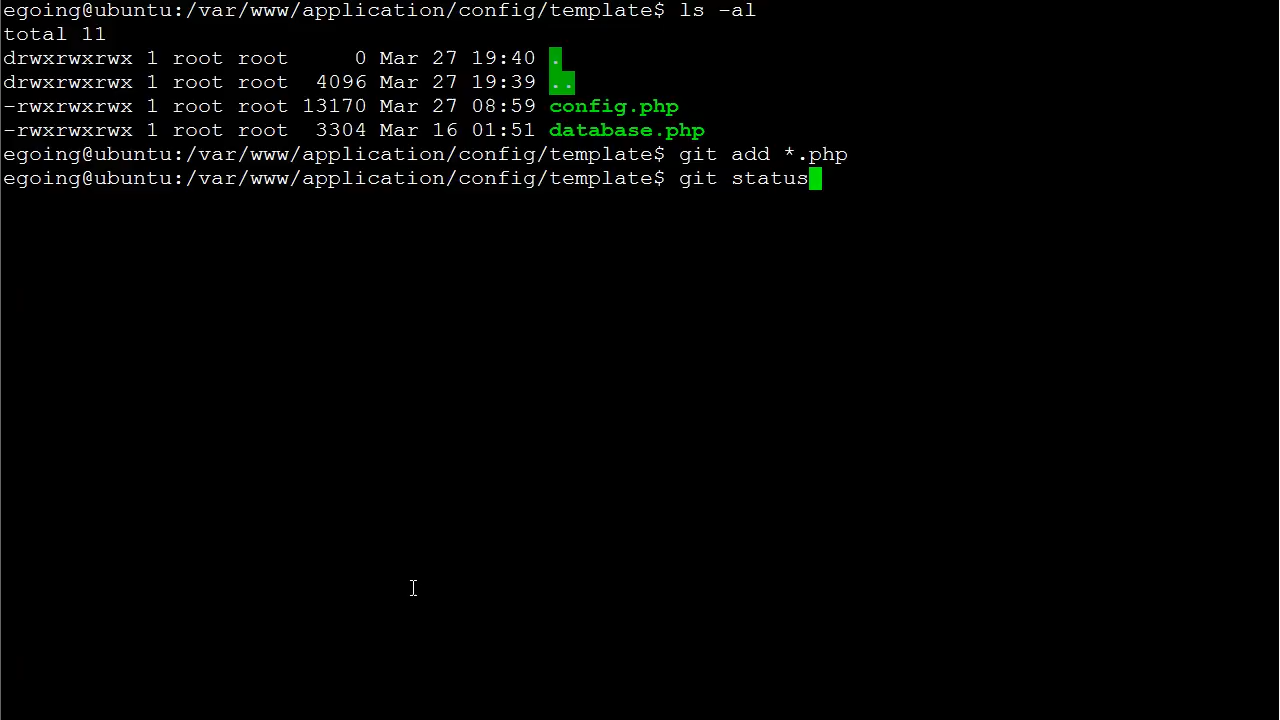 egoing@ubuntu:/var/www/application/config/template$ ls -al
total 11
drwxrwxrwx 1 root root     0 Mar 27 19:40 .
drwxrwxrwx 1 root root  4096 Mar 27 19:39 ..
-rwxrwxrwx 1 root root 13170 Mar 27 08:59 config.php
-rwxrwxrwx 1 root root  3304 Mar 16 01:51 database.php
egoing@ubuntu:/var/www/application/config/template$ git add *.php
egoing@ubuntu:/var/www/application/config/template$ git status